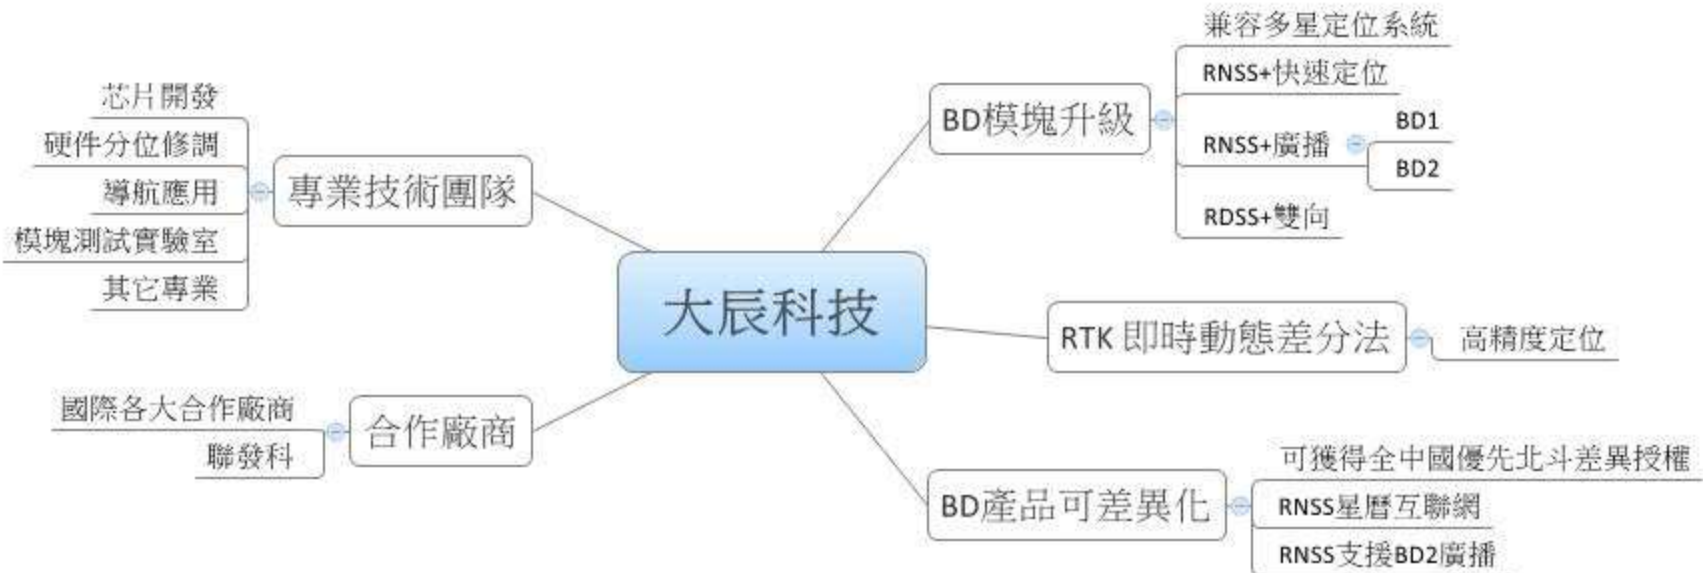 大辰科技
專業技術團隊
芯片開發
硬件分位修調
導航應用
模塊測試實驗室
其它專業
合作廠商
國際各大合作廠商
聯發科
BD模塊升級
兼容多星定位系統
RNSS+快速定位
RNSS+廣播
BD1
BD2
RDSS+雙向
RTK 即時動態差分法
高精度定位
BD產品可差異化
可獲得全中國優先北斗差異授權
RNSS星曆互聯網
RNSS支援BD2廣播